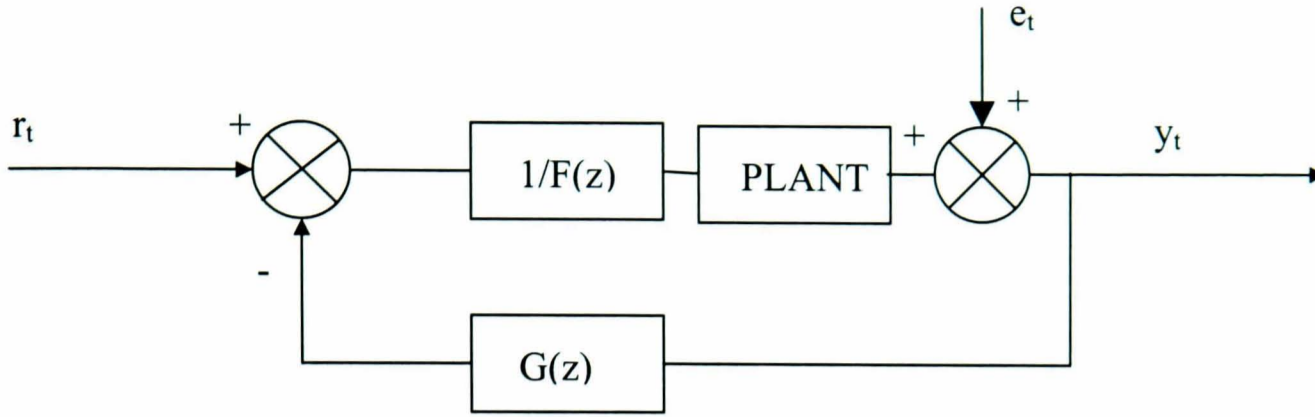 e_t
+
r_t
+
1/F(z)
PLANT
+
y_t
-
G(z)